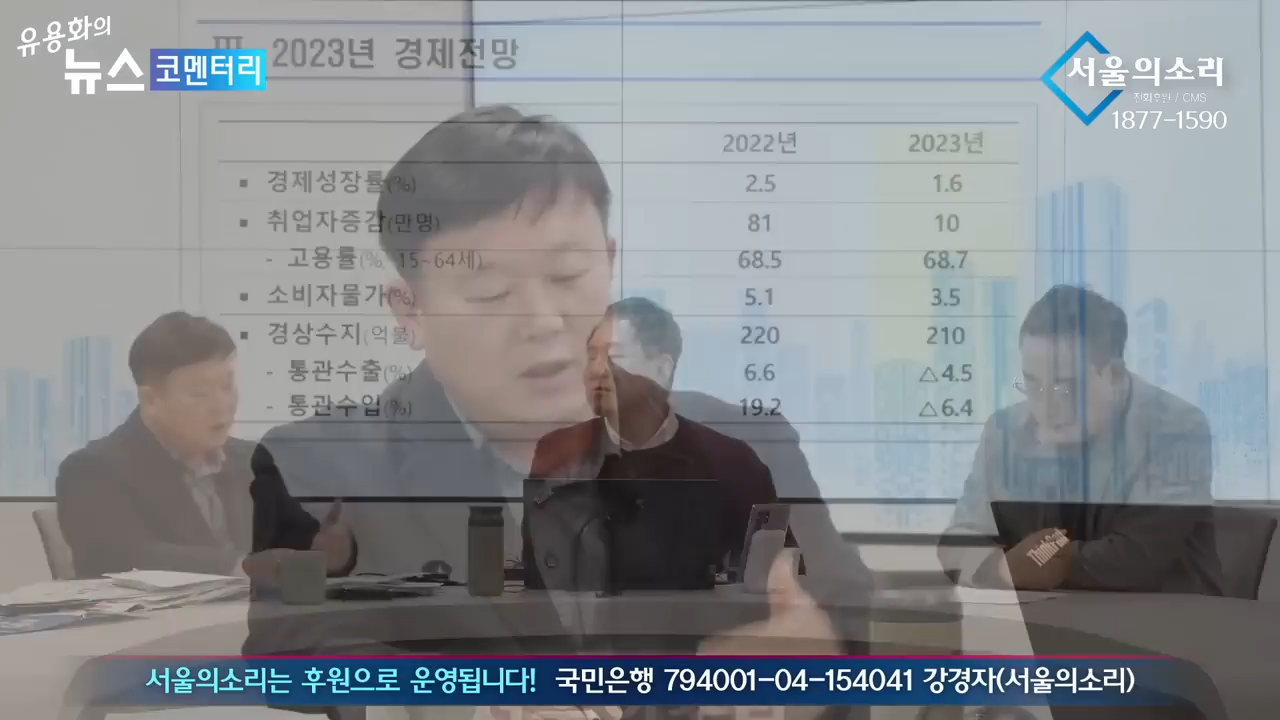 유용화의
뉴스 코멘터리
서울의소리
전화후원 / CMS
1877-1590
Ⅲ 2023년 경제전망
2022년 2023년
▪ 경제성장률(%) 2.5 1.6
▪ 취업자증감(만명) 81 10
- 고용률(%, 15~64세) 68.5 68.7
▪ 소비자물가(%) 5.1 3.5
▪ 경상수지(억불) 220 210
- 통관수출(%) 6.6 △4.5
- 통관수입(%) 19.2 △6.4
ThinkPad
서울의소리는 후원으로 운영됩니다! 국민은행 794001-04-154041 강경자(서울의소리)